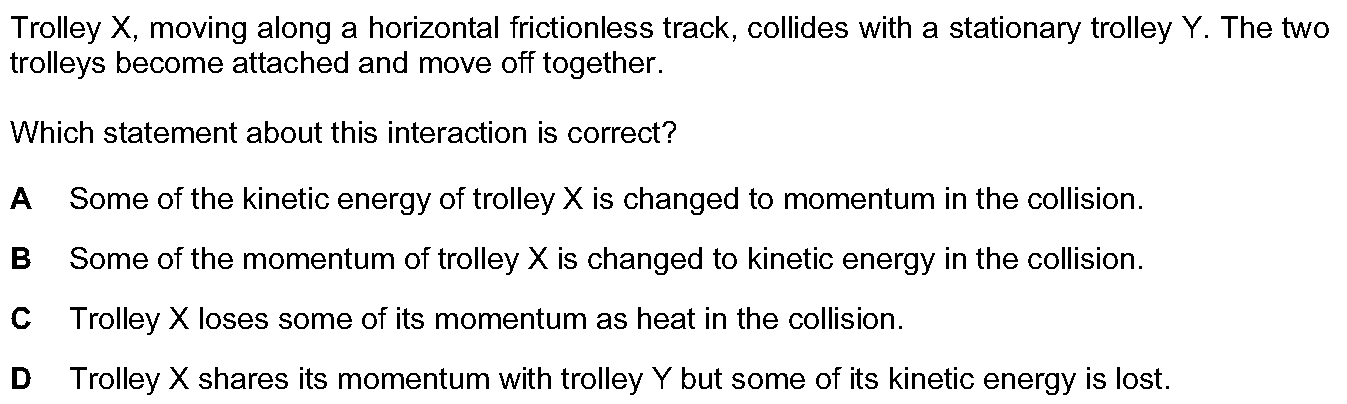 Trolley X, moving along a horizontal frictionless track, collides with a stationary trolley Y. The two
trolleys become attached and move off together.
Which statement about this interaction is correct?
A Some of the kinetic energy of trolley X is changed to momentum in the collision.
B Some of the momentum of trolley X is changed to kinetic energy in the collision.
C Trolley X loses some of its momentum as heat in the collision.
D Trolley X shares its momentum with trolley Y but some of its kinetic energy is lost.